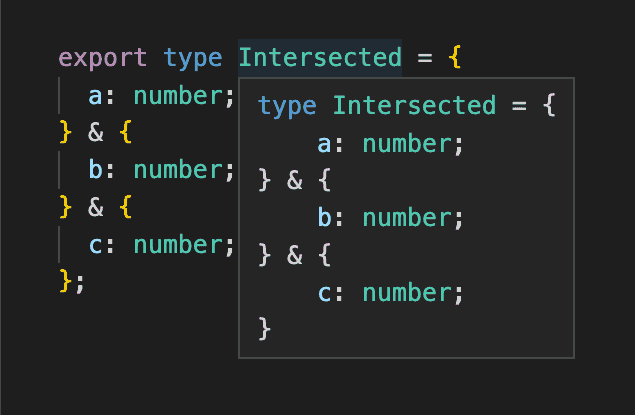 export type Intersected = {
  a: number;
} & {
  b: number;
} & {
  c: number;
};
type Intersected = {
    a: number;
} & {
    b: number;
} & {
    c: number;
}